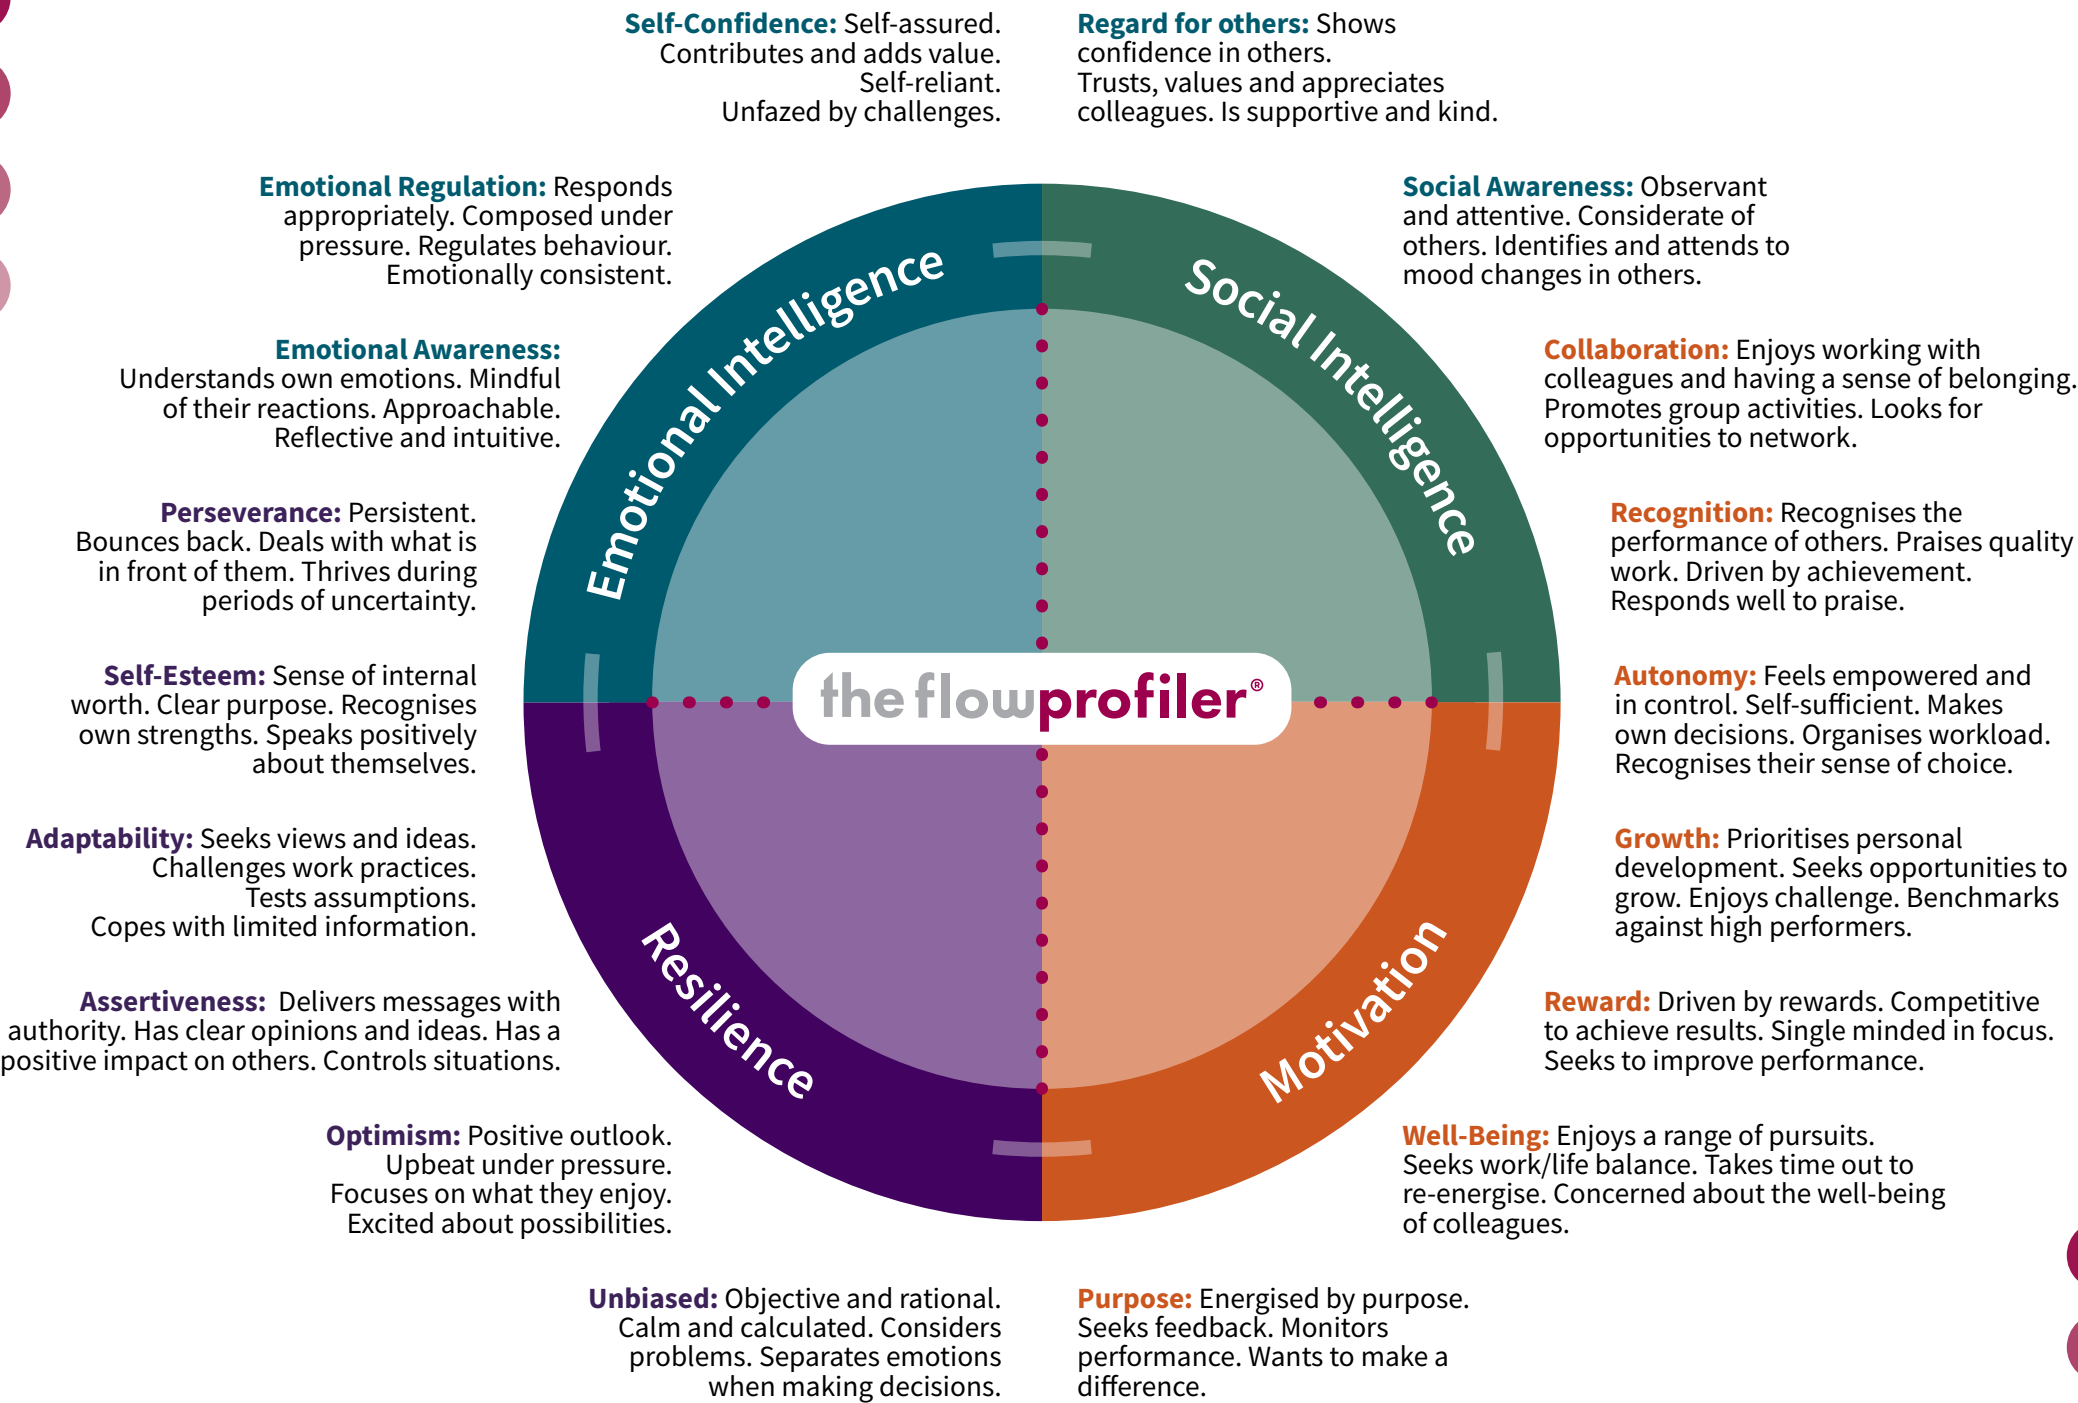 Self-Confidence: Self-assured.
Contributes and adds value.
Self-reliant.
Unfazed by challenges.
Regard for others: Shows
confidence in others.
Trusts, values and appreciates
colleagues. Is supportive and kind.
Emotional Regulation: Responds
appropriately. Composed under
pressure. Regulates behaviour.
Emotionally consistent.
Social Awareness: Observant
and attentive. Considerate of
others. Identifies and attends to
mood changes in others.
Emotional Awareness:
Understands own emotions. Mindful
of their reactions. Approachable.
Reflective and intuitive.
Collaboration: Enjoys working with
colleagues and having a sense of belonging.
Promotes group activities. Looks for
opportunities to network.
Perseverance: Persistent.
Bounces back. Deals with what is
in front of them. Thrives during
periods of uncertainty.
Recognition: Recognises the
performance of others. Praises quality
work. Driven by achievement.
Responds well to praise.
Self-Esteem: Sense of internal
worth. Clear purpose. Recognises
own strengths. Speaks positively
about themselves.
Autonomy: Feels empowered and
in control. Self-sufficient. Makes
own decisions. Organises workload.
Recognises their sense of choice.
Adaptability: Seeks views and ideas.
Challenges work practices.
Tests assumptions.
Copes with limited information.
Growth: Prioritises personal
development. Seeks opportunities to
grow. Enjoys challenge. Benchmarks
against high performers.
Assertiveness: Delivers messages with
authority. Has clear opinions and ideas. Has a
positive impact on others. Controls situations.
Reward: Driven by rewards. Competitive
to achieve results. Single minded in focus.
Seeks to improve performance.
Optimism: Positive outlook.
Upbeat under pressure.
Focuses on what they enjoy.
Excited about possibilities.
Well-Being: Enjoys a range of pursuits.
Seeks work/life balance. Takes time out to
re-energise. Concerned about the well-being
of colleagues.
Unbiased: Objective and rational.
Calm and calculated. Considers
problems. Separates emotions
when making decisions.
Purpose: Energised by purpose.
Seeks feedback. Monitors
performance. Wants to make a
difference.
Emotional Intelligence
Social Intelligence
the flowprofiler®
Resilience
Motivation